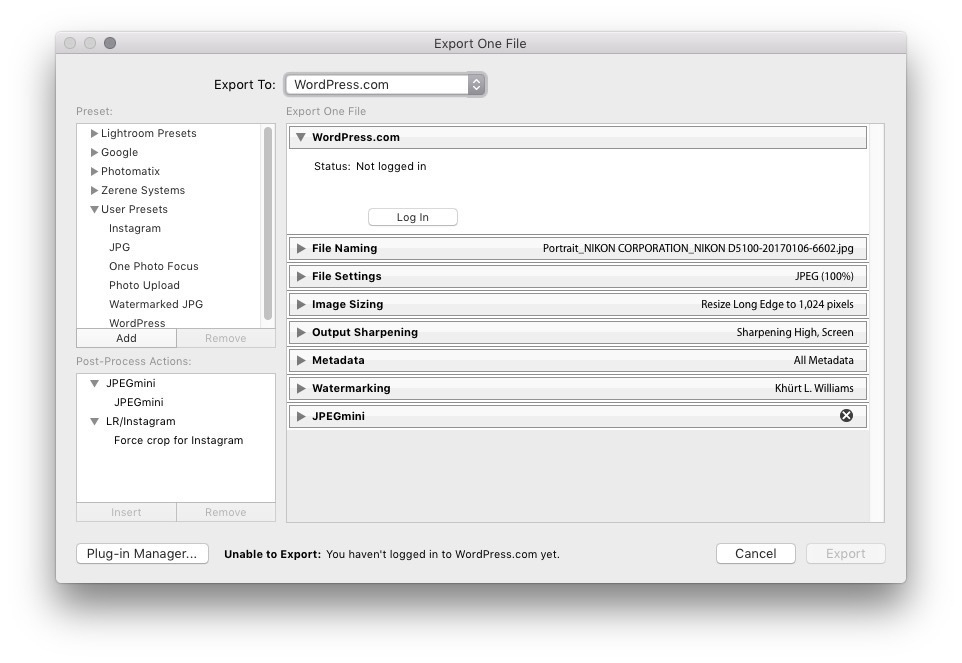 Export One File
Export To: WordPress.com
Preset:
Lightroom Presets
Google
Photomatix
Zerene Systems
User Presets
Instagram
JPG
One Photo Focus
Photo Upload
Watermarked JPG
WordPress
Add Remove
Post-Process Actions:
JPEGmini
JPEGmini
LR/Instagram
Force crop for Instagram
Insert Remove
Export One File
WordPress.com
Status: Not logged in
Log In
File Naming Portrait_NIKON CORPORATION_NIKON D5100-20170106-6602.jpg
File Settings JPEG (100%)
Image Sizing Resize Long Edge to 1,024 pixels
Output Sharpening Sharpening High, Screen
Metadata All Metadata
Watermarking Khürt L. Williams
JPEGmini
Plug-in Manager... Unable to Export: You haven't logged in to WordPress.com yet. Cancel Export